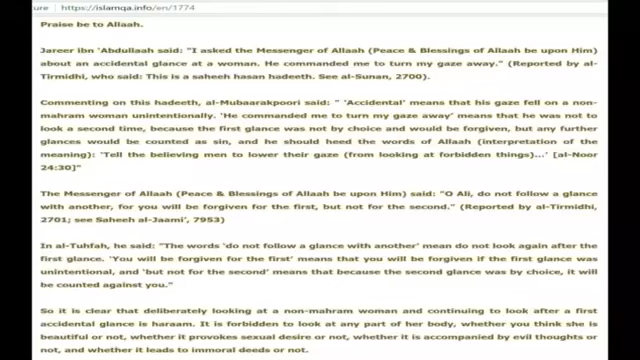 ure https://islamqa.info/en/1774
Praise be to Allaah.
Jareer ibn 'Abdullaah said: "I asked the Messenger of Allaah (Peace & Blessings of Allaah be upon Him)
about an accidental glance at a woman. He commanded me to turn my gaze away." (Reported by al-
Tirmidhi, who said: This is a saheeh hasan hadeeth. See al-Sunan, 2700).
Commenting on this hadeeth, al-Mubaarakpoori said: " 'Accidental' means that his gaze fell on a non-
mahram woman unintentionally. 'He commanded me to turn my gaze away' means that he was not to
look a second time, because the first glance was not by choice and would be forgiven, but any further
glances would be counted as sin, and he should heed the words of Allaah (interpretation of the
meaning): 'Tell the believing men to lower their gaze (from looking at forbidden things)...' [al-Noor
24:30]"
The Messenger of Allaah (Peace & Blessings of Allaah be upon Him) said: "O Ali, do not follow a glance
with another, for you will be forgiven for the first, but not for the second." (Reported by al-Tirmidhi,
2701; see Saheeh al-Jaami', 7953)
In al-Tuhfah, he said: "The words 'do not follow a glance with another' mean do not look again after the
first glance. 'You will be forgiven for the first' means that you will be forgiven if the first glance was
unintentional, and 'but not for the second' means that because the second glance was by choice, it will
be counted against you."
So it is clear that deliberately looking at a non-mahram woman and continuing to look after a first
accidental glance is haraam. It is forbidden to look at any part of her body, whether you think she is
beautiful or not, whether it provokes sexual desire or not, whether it is accompanied by evil thoughts or
not, and whether it leads to immoral deeds or not.